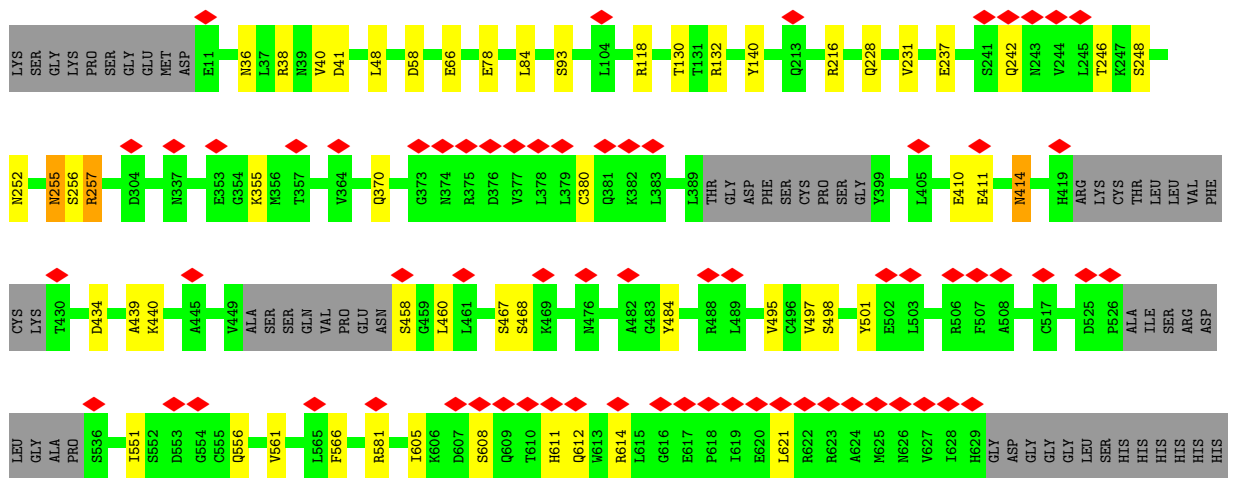 LYS SER GLY LYS PRO SER GLY GLU MET ASP E11 N36 L37 R38 N39 V40 D41 L48 D58 E66 E78 L84 S93 L104 R118 T130 T131 R132 Y140 Q213 R216 Q228 V231 E237 S241 Q242 N243 V244 L245 T246 K247 S248
N252 N255 S256 R257 D304 N337 E353 G354 K355 M356 T357 V364 Q370 G373 N374 R375 D376 V377 L378 L379 C380 Q381 K382 L383 L389 THR GLY ASP PHE SER CYS PRO SER GLY Y399 L405 E410 E411 N414 H419 ARG LYS CYS THR LEU LEU VAL PHE
CYS LYS T430 D434 A439 K440 A445 V449 ALA SER SER GLN VAL PRO GLU ASN S458 G459 L460 L461 S467 S468 K469 N476 A482 G483 Y484 R488 L489 V495 C496 V497 S498 Y501 E502 L503 R506 F507 A508 C517 D525 P526 ALA ILE SER ARG ASP
LEU GLY ALA PRO S536 I551 S552 D553 G554 C555 Q556 V561 L565 F566 R581 I605 K606 D607 S608 Q609 T610 H611 Q612 W613 R614 L615 G616 E617 P618 I619 E620 L621 R622 R623 A624 M625 N626 V627 I628 H629 GLY ASP GLY GLY GLY LEU SER HIS HIS HIS HIS HIS HIS